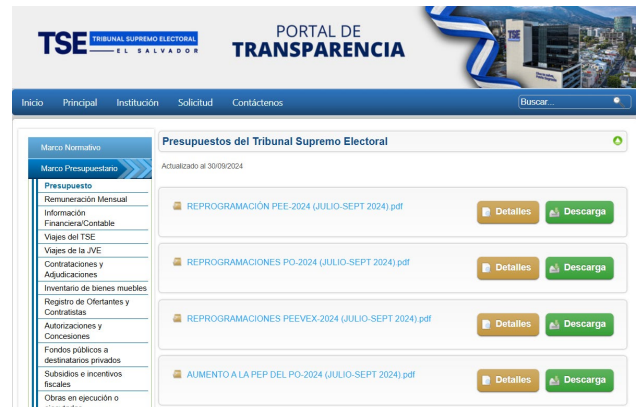 TSE TRIBUNAL SUPREMO ELECTORAL
EL SALVADOR
PORTAL DE
TRANSPARENCIA
TSE
Inicio Principal Institución Solicitud Contáctenos Buscar...
Marco Normativo
Marco Presupuestario
Presupuesto
Remuneración Mensual
Información
Financiera/Contable
Viajes del TSE
Viajes de la JVE
Contrataciones y
Adjudicaciones
Inventario de bienes muebles
Registro de Ofertantes y
Contratistas
Autorizaciones y
Concesiones
Fondos públicos a
destinatarios privados
Subsidios e incentivos
fiscales
Obras en ejecución o
Presupuestos del Tribunal Supremo Electoral
Actualizado al 30/09/2024
REPROGRAMACIÓN PEE-2024 (JULIO-SEPT 2024).pdf Detalles Descarga
REPROGRAMACIONES PO-2024 (JULIO-SEPT 2024).pdf Detalles Descarga
REPROGRAMACIONES PEEVEX-2024 (JULIO-SEPT 2024).pdf Detalles Descarga
AUMENTO A LA PEP DEL PO-2024 (JULIO-SEPT 2024).pdf Detalles Descarga